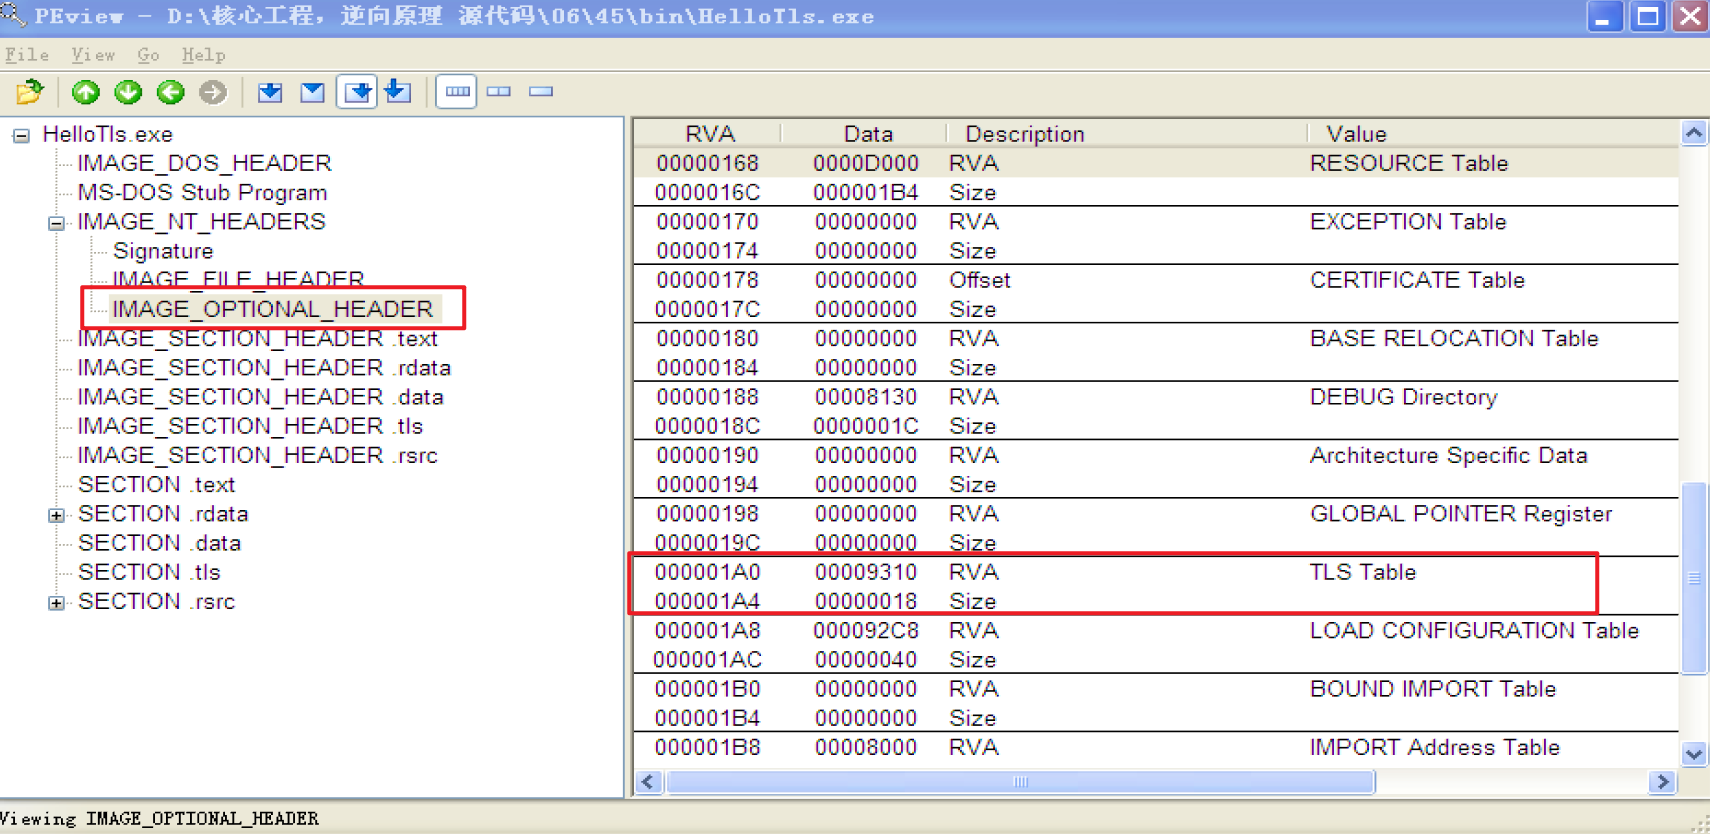 PEview - D:\核心工程，逆向原理 源代码\06\45\bin\HelloTls.exe
File View Go Help
HelloTls.exe
IMAGE_DOS_HEADER
MS-DOS Stub Program
IMAGE_NT_HEADERS
Signature
IMAGE_FILE_HEADER
IMAGE_OPTIONAL_HEADER
IMAGE_SECTION_HEADER .text
IMAGE_SECTION_HEADER .rdata
IMAGE_SECTION_HEADER .data
IMAGE_SECTION_HEADER .tls
IMAGE_SECTION_HEADER .rsrc
SECTION .text
SECTION .rdata
SECTION .data
SECTION .tls
SECTION .rsrc
RVA Data Description Value
00000168 0000D000 RVA RESOURCE Table
0000016C 000001B4 Size
00000170 00000000 RVA EXCEPTION Table
00000174 00000000 Size
00000178 00000000 Offset CERTIFICATE Table
0000017C 00000000 Size
00000180 00000000 RVA BASE RELOCATION Table
00000184 00000000 Size
00000188 00008130 RVA DEBUG Directory
0000018C 0000001C Size
00000190 00000000 RVA Architecture Specific Data
00000194 00000000 Size
00000198 00000000 RVA GLOBAL POINTER Register
0000019C 00000000 Size
000001A0 00009310 RVA TLS Table
000001A4 00000018 Size
000001A8 000092C8 RVA LOAD CONFIGURATION Table
000001AC 00000040 Size
000001B0 00000000 RVA BOUND IMPORT Table
000001B4 00000000 Size
000001B8 00008000 RVA IMPORT Address Table
Viewing IMAGE_OPTIONAL_HEADER